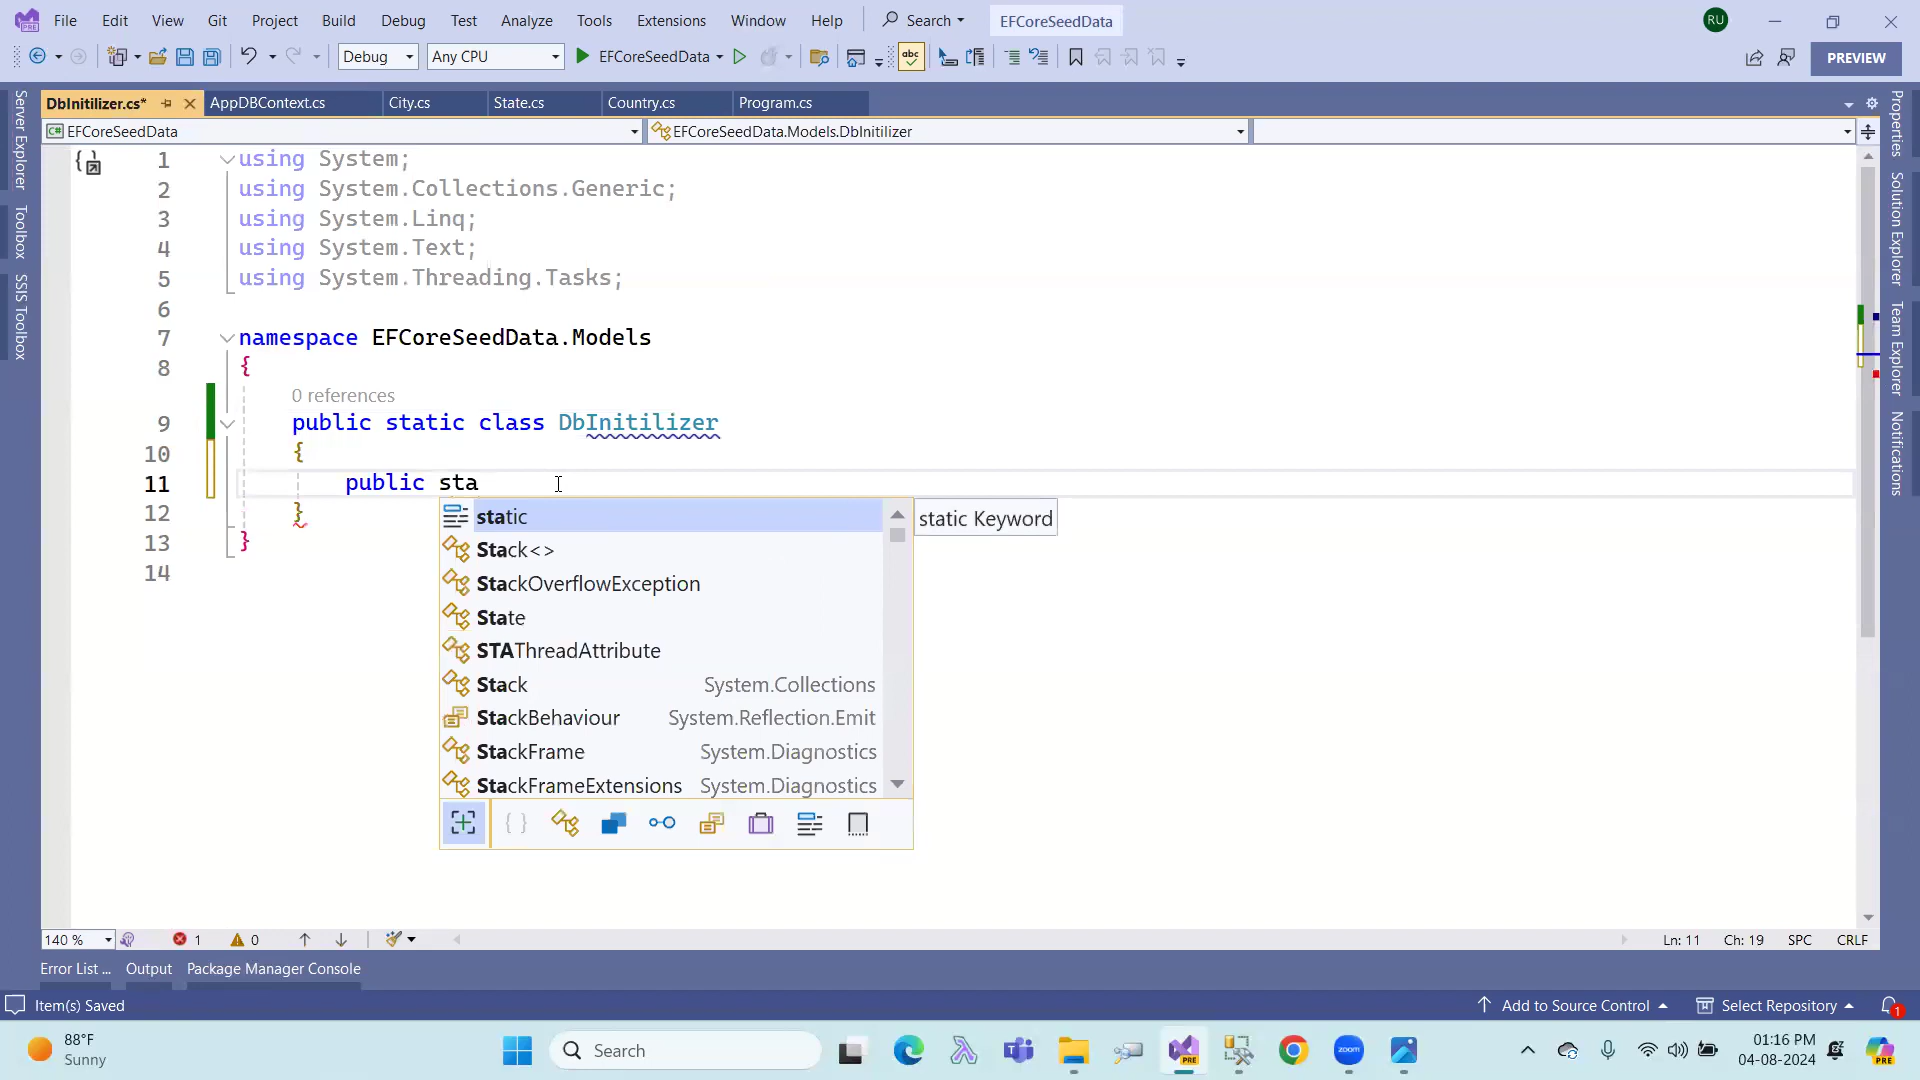 File Edit View Git Project Build Debug Test Analyze Tools Extensions Window Help Search EFCoreSeedData RU
Debug Any CPU EFCoreSeedData abc PREVIEW
DbInitilizer.cs* AppDBContext.cs City.cs State.cs Country.cs Program.cs
EFCoreSeedData EFCoreSeedData.Models.DbInitilizer
Server Explorer
Toolbox
SSIS Toolbox
1 using System;
2 using System.Collections.Generic;
3 using System.Linq;
4 using System.Text;
5 using System.Threading.Tasks;
6
7 namespace EFCoreSeedData.Models
8 {
0 references
9 public static class DbInitilizer
10 {
11 public sta
12 }
13 }
14
static static Keyword
Stack<>
StackOverflowException
State
STAThreadAttribute
Stack System.Collections
StackBehaviour System.Reflection.Emit
StackFrame System.Diagnostics
StackFrameExtensions System.Diagnostics
Properties
Solution Explorer
Team Explorer
Notifications
140 % 1 0 Ln: 11 Ch: 19 SPC CRLF
Error List ... Output Package Manager Console
Item(s) Saved Add to Source Control Select Repository 1
88°F
Sunny
Search
PRE
zoom
01:16 PM
04-08-2024
PRE